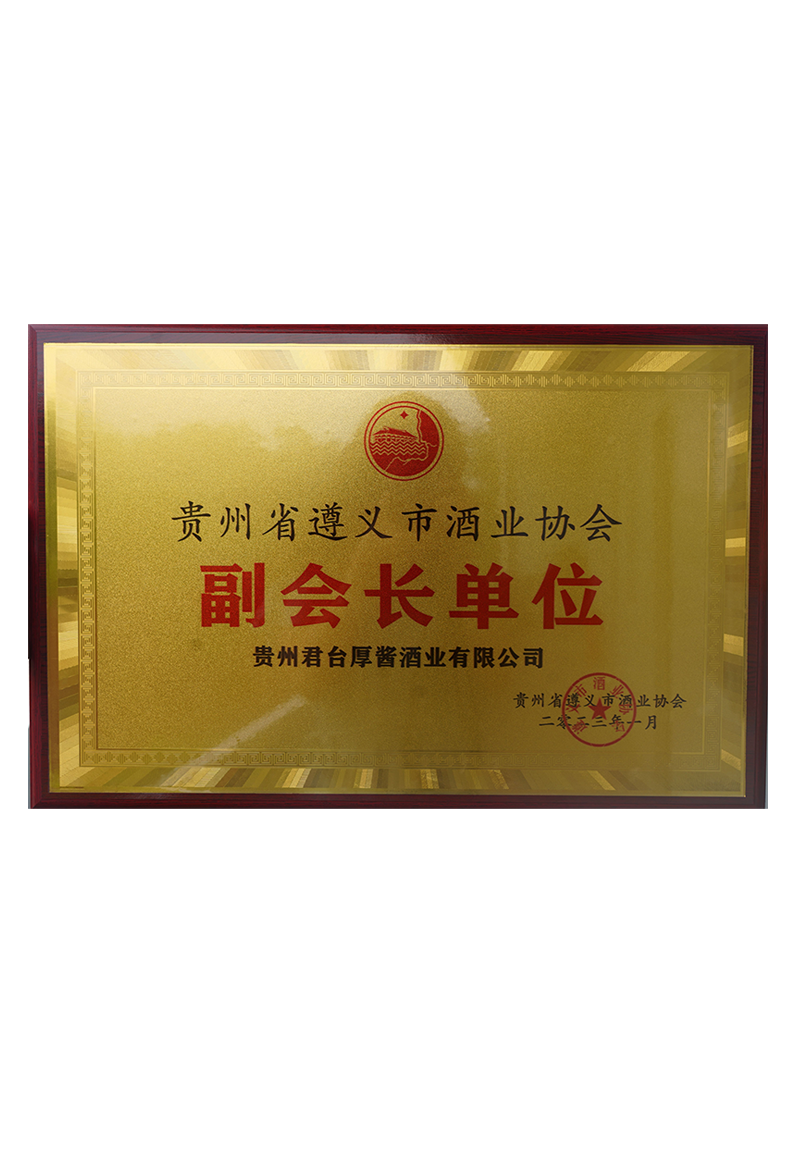 贵州省遵义市酒业协会
副会长单位
贵州君台厚酱酒业有限公司
贵州省遵义市酒业协会
二零二三年一月